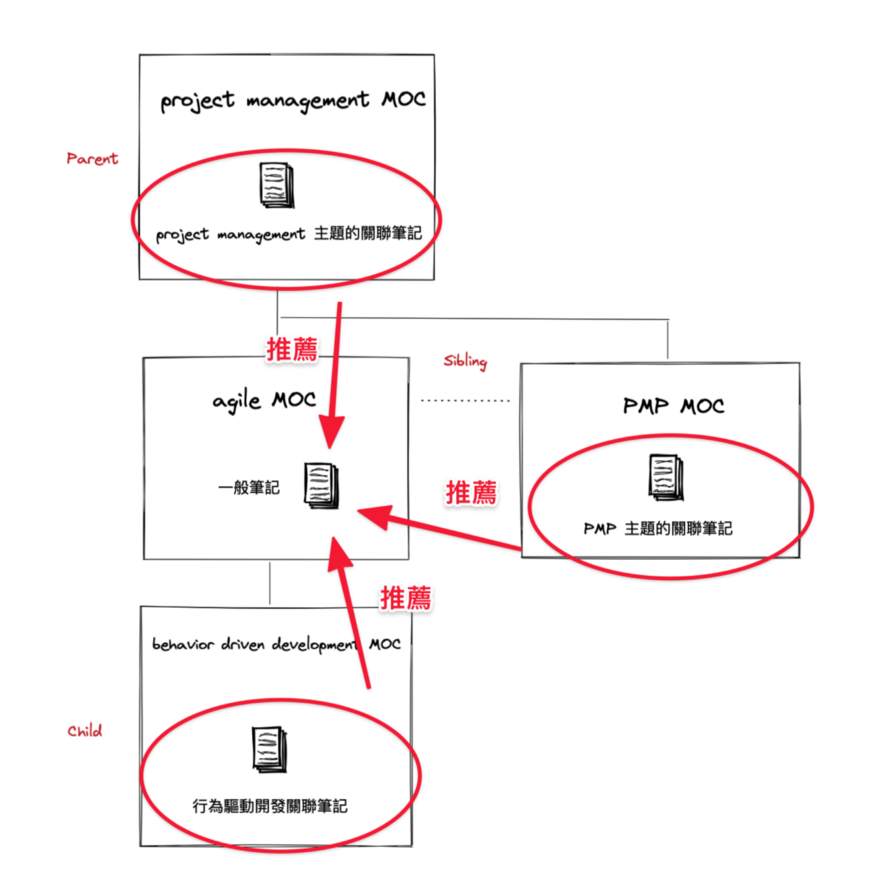 project management MOC
Parent
project management 主題的關聯筆記
推薦
Sibling
agile MOC
PMP MOC
一般筆記
推薦
PMP 主題的關聯筆記
推薦
behavior driven development MOC
Child
行為驅動開發關聯筆記